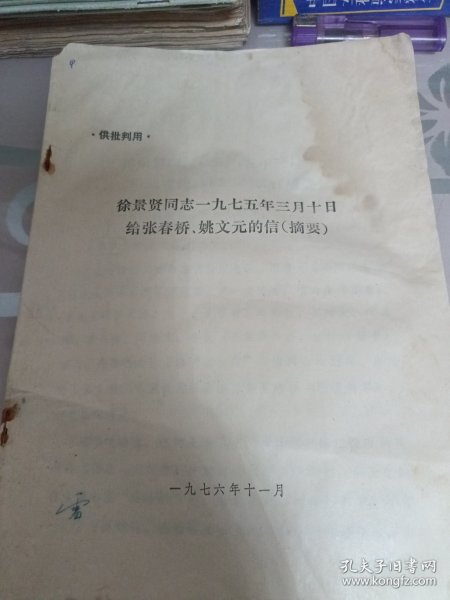 ·供批判用·
徐景贤同志一九七五年三月十日
给张春桥、姚文元的信（摘要）
一九七六年十一月
雪
孔夫子旧书网
www.kongfz.com